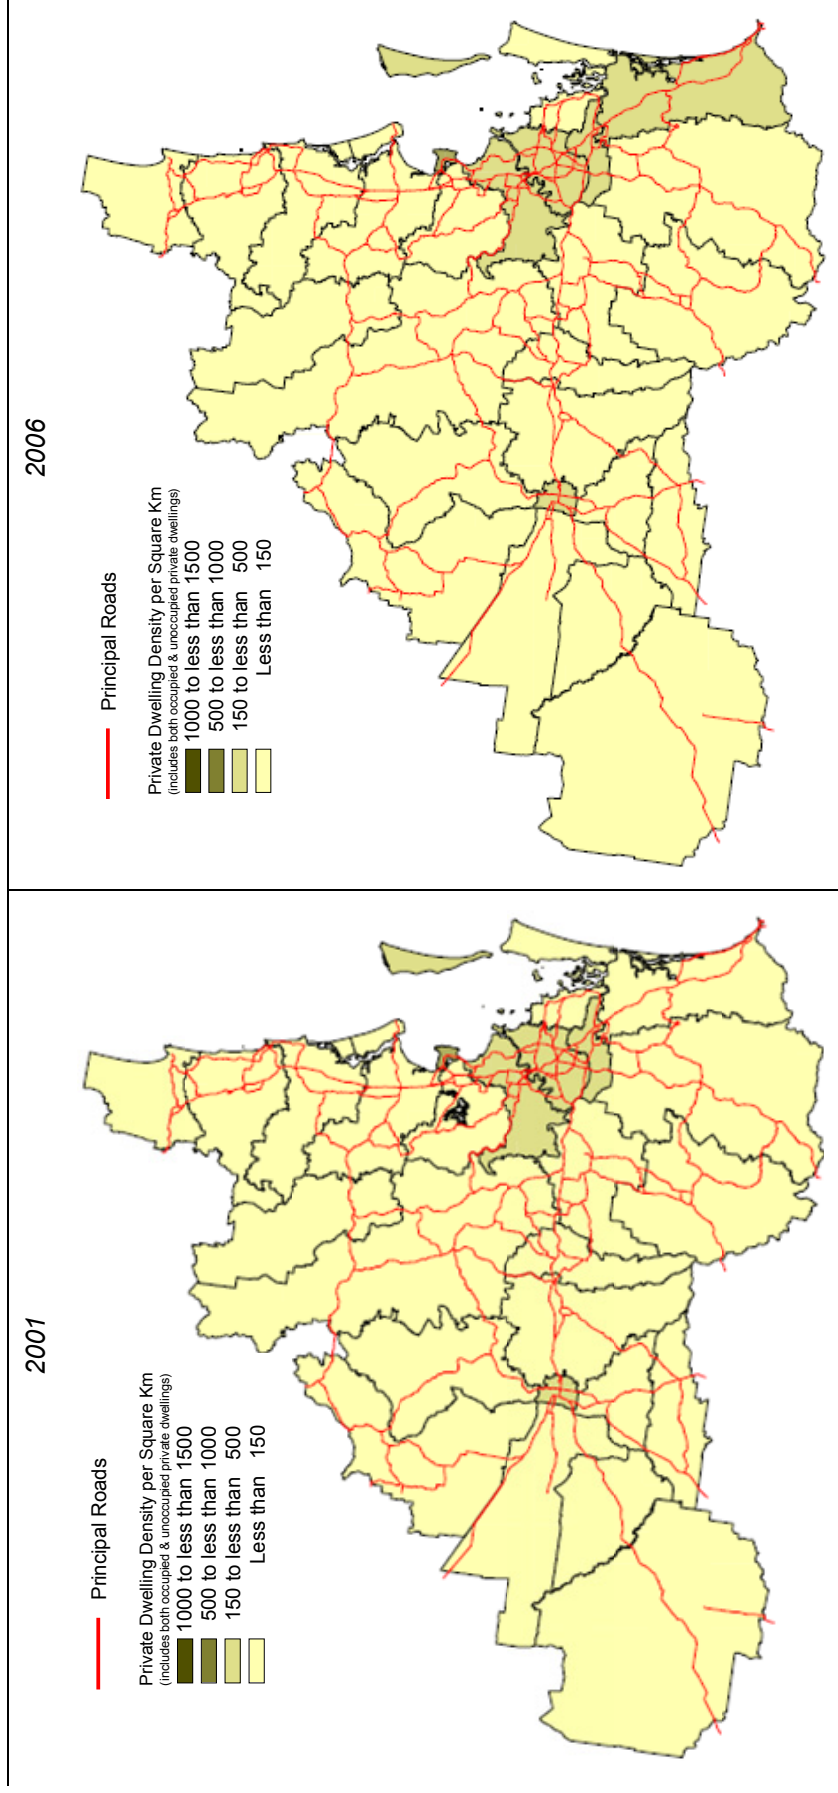 2001
Principal Roads
Private Dwelling Density per Square Km
(includes both occupied & unoccupied private dwellings)
1000 to less than 1500
500 to less than 1000
150 to less than 500
Less than 150
2006
Principal Roads
Private Dwelling Density per Square Km
(includes both occupied & unoccupied private dwellings)
1000 to less than 1500
500 to less than 1000
150 to less than 500
Less than 150